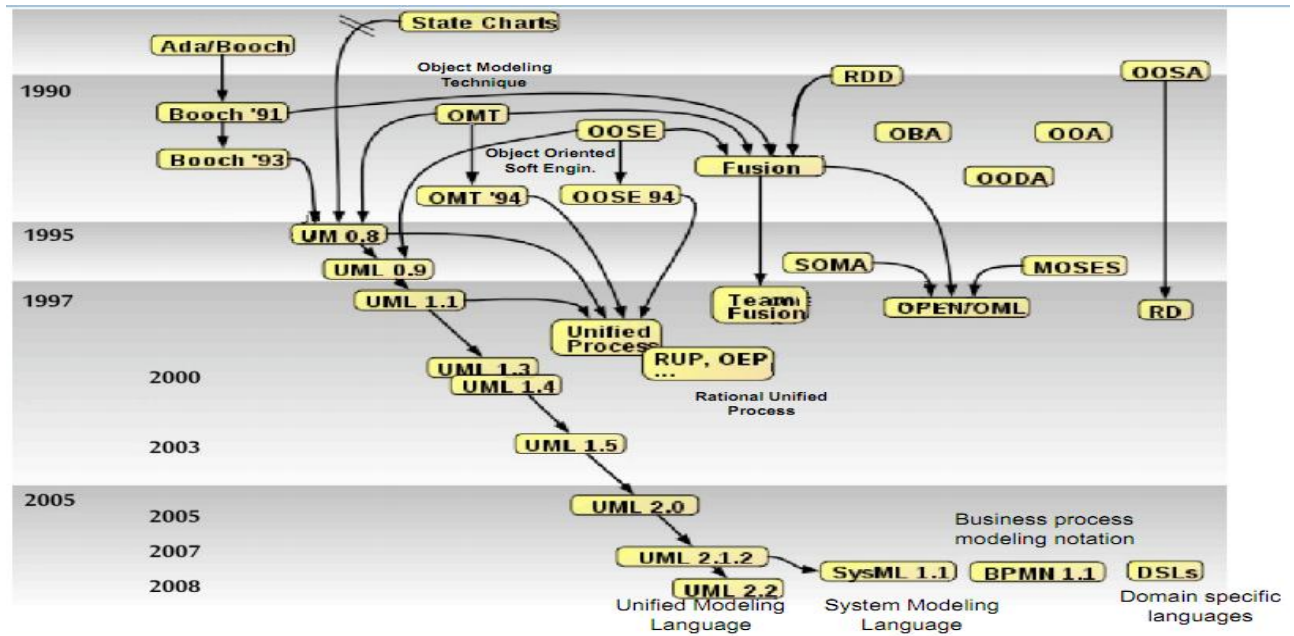 State Charts
Ada/Booch
Object Modeling
Technique
RDD
OOSA
1990
Booch '91
OMT
OOSE
OBA
OOA
Booch '93
Object Oriented
Soft Engin.
Fusion
OODA
OMT '94
OOSE 94
1995
UM 0.8
UML 0.9
SOMA
MOSES
1997
UML 1.1
Team
Fusion
OPEN/OML
RD
Unified
Process
RUP, OEP
...
UML 1.3
2000
UML 1.4
Rational Unified
Process
2003
UML 1.5
2005
2005
UML 2.0
Business process
modeling notation
2007
UML 2.1.2
SysML 1.1
BPMN 1.1
DSLs
2008
UML 2.2
Unified Modeling
Language
System Modeling
Language
Domain specific
languages